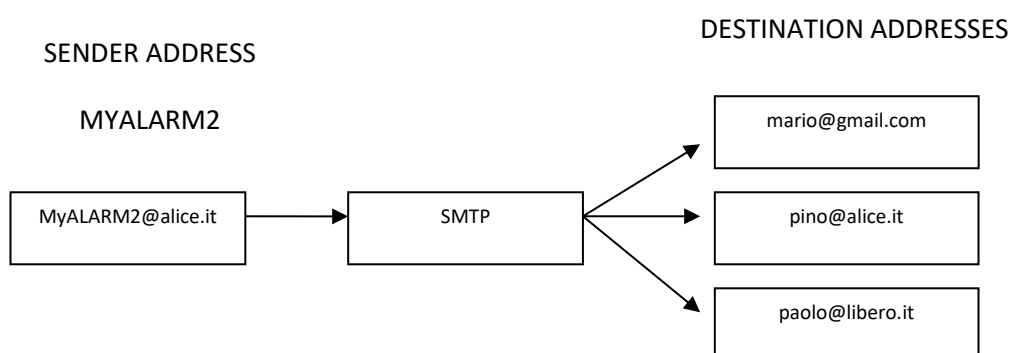 DESTINATION ADDRESSES
SENDER ADDRESS
MYALARM2
mario@gmail.com
MyALARM2@alice.it
SMTP
pino@alice.it
paolo@libero.it